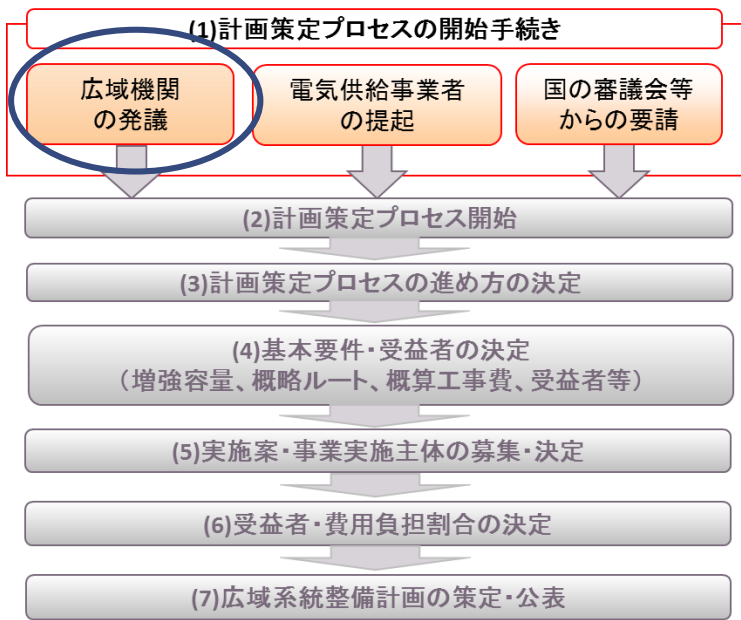 (1)計画策定プロセスの開始手続き
広域機関
の発議
電気供給事業者
の提起
国の審議会等
からの要請
(2)計画策定プロセス開始
(3)計画策定プロセスの進め方の決定
(4)基本要件・受益者の決定
(増強容量、概略ルート、概算工事費、受益者等)
(5)実施案・事業実施主体の募集・決定
(6)受益者・費用負担割合の決定
(7)広域系統整備計画の策定・公表